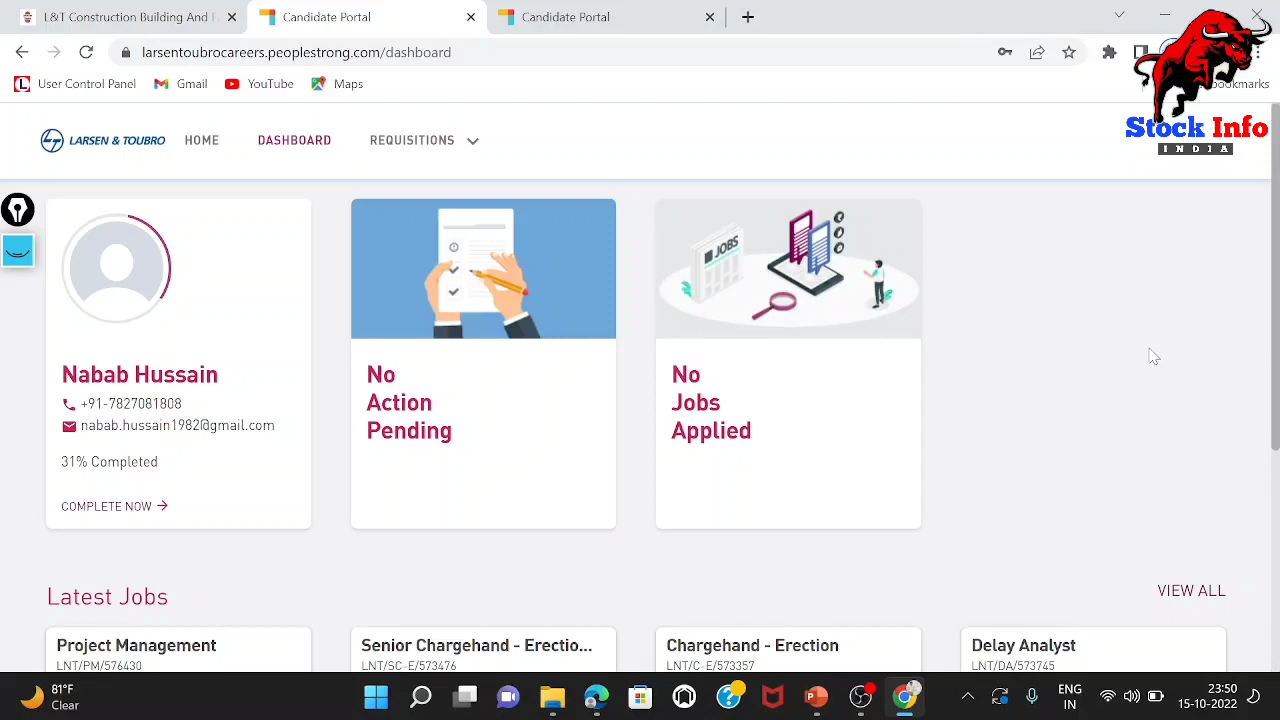 L&T Construction Building And F
Candidate Portal
Candidate Portal
larsentoubrocareers.peoplestrong.com/dashboard
User Control Panel
Gmail
YouTube
Maps
bookmarks
Stock Info
INDIA
LARSEN & TOUBRO
HOME
DASHBOARD
REQUISITIONS
JOBS
Nabab Hussain
+91-7827081808
nabab.hussain1982@gmail.com
31% Completed
COMPLETE NOW
No
Action
Pending
No
Jobs
Applied
Latest Jobs
VIEW ALL
Project Management
LNT/PM/576430
Senior Chargehand - Erectio...
LNT/SC-E/573476
Chargehand - Erection
LNT/C-E/573357
Delay Analyst
LNT/DA/573745
81°F
Clear
ENG
IN
23:50
15-10-2022